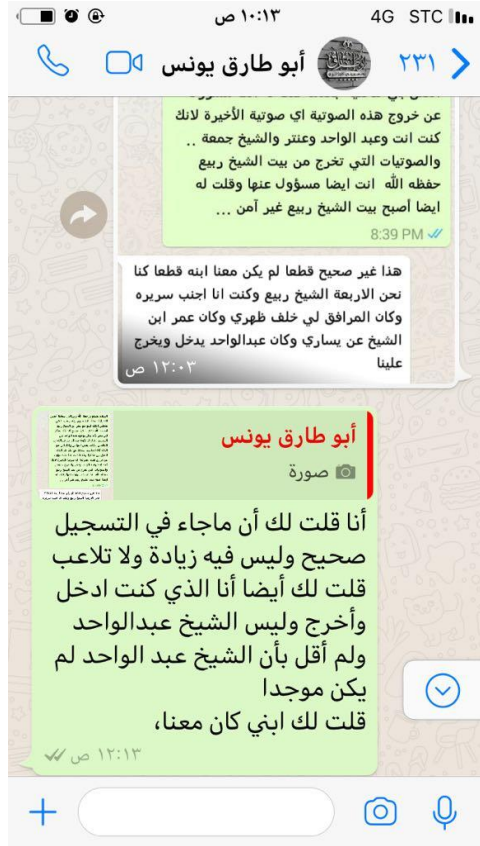 ١٠:١٣ ص
4G STC
٢٣١
أبو طارق يونس
عن خروج هذه الصوتية اي صوتية الأخيرة لانك
كنت انت وعبد الواحد وعنتر والشيخ جمعة ..
والصوتيات التي تخرج من بيت الشيخ ربيع
حفظه الله انت ايضا مسؤول عنها وقلت له
ايضا أصبح بيت الشيخ ربيع غير آمن ...
8:39 PM
هذا غير صحيح قطعا لم يكن معنا ابنه قطعا كنا
نحن الاربعة الشيخ ربيع وكنت انا اجنب سريره
وكان المرافق لي خلف ظهري وكان عمر ابن
الشيخ عن يساري وكان عبدالواحد يدخل ويخرج
علينا
١٢:٠٣ ص
أبو طارق يونس
صورة
أنا قلت لك أن ماجاء في التسجيل
صحيح وليس فيه زيادة ولا تلاعب
قلت لك أيضا أنا الذي كنت ادخل
وأخرج وليس الشيخ عبدالواحد
ولم أقل بأن الشيخ عبد الواحد لم
يكن موجدا
قلت لك ابني كان معنا،
١٢:١٣ ص